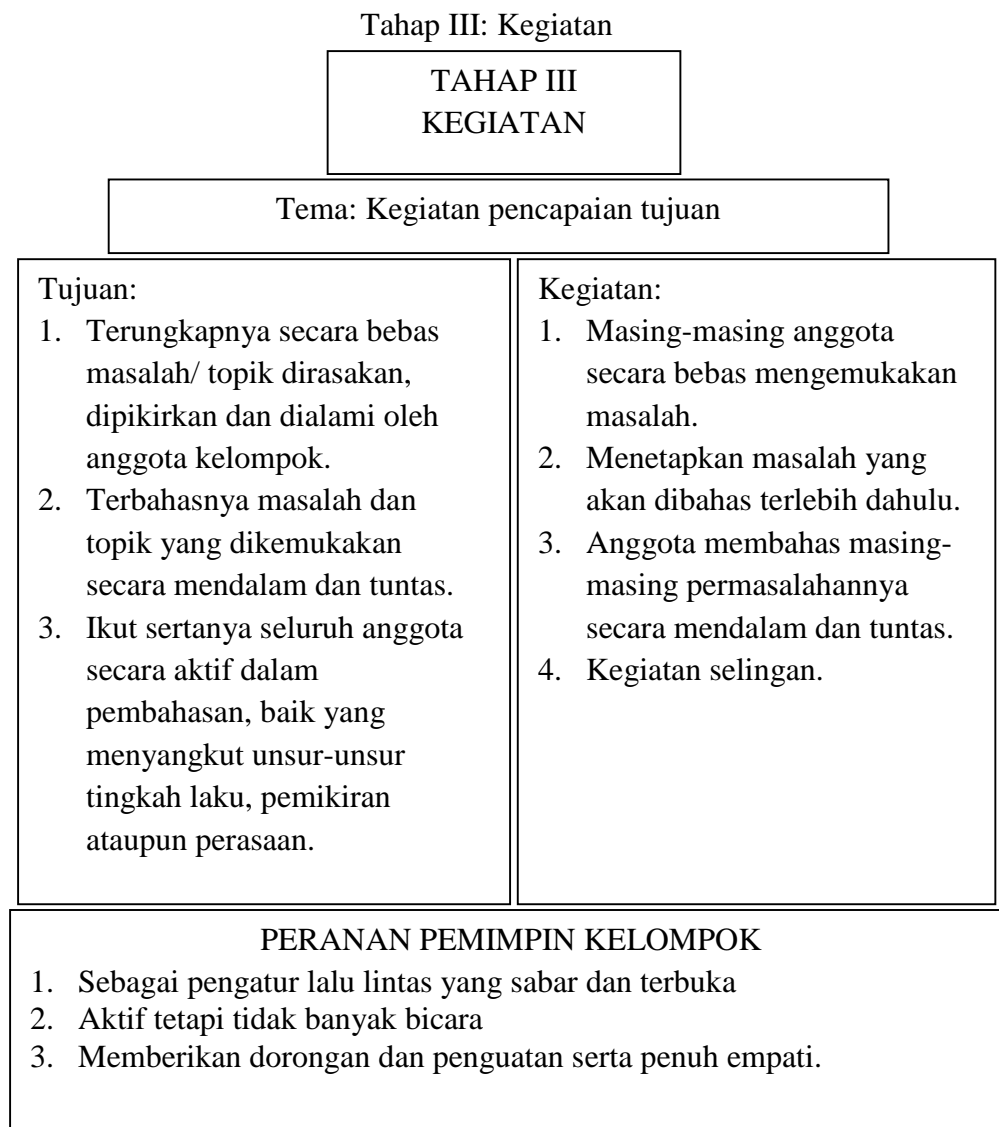 Tahap III: Kegiatan
TAHAP III
KEGIATAN
Tema: Kegiatan pencapaian tujuan
Tujuan:
1. Terungkapnya secara bebas
masalah/ topik dirasakan,
dipikirkan dan dialami oleh
anggota kelompok.
2. Terbahasnya masalah dan
topik yang dikemukakan
secara mendalam dan tuntas.
3. Ikut sertanya seluruh anggota
secara aktif dalam
pembahasan, baik yang
menyangkut unsur-unsur
tingkah laku, pemikiran
ataupun perasaan.
Kegiatan:
1. Masing-masing anggota
secara bebas mengemukakan
masalah.
2. Menetapkan masalah yang
akan dibahas terlebih dahulu.
3. Anggota membahas masing-
masing permasalahannya
secara mendalam dan tuntas.
4. Kegiatan selingan.
PERANAN PEMIMPIN KELOMPOK
1. Sebagai pengatur lalu lintas yang sabar dan terbuka
2. Aktif tetapi tidak banyak bicara
3. Memberikan dorongan dan penguatan serta penuh empati.